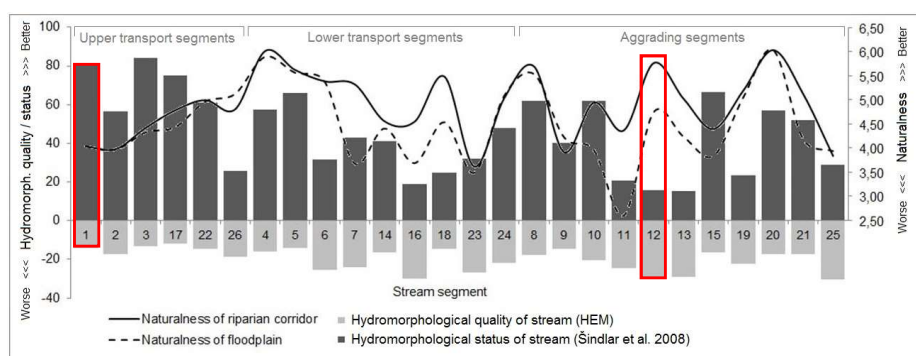 Upper transport segments Lower transport segments Aggrading segments
Worse <<< Hydromorph. quality / status >>> Better
100
80
60
40
20
0
-20
-40
6,50
6,00
5,50
5,00
4,50
4,00
3,50
3,00
2,50
Worse <<< Naturalness >>> Better
1 2 3 17 22 26 4 5 6 7 14 16 18 23 24 8 9 10 11 12 13 15 19 20 21 25
Stream segment
Naturalness of riparian corridor Hydromorphological quality of stream (HEM)
Naturalness of floodplain Hydromorphological status of stream (Šindlar et al. 2008)